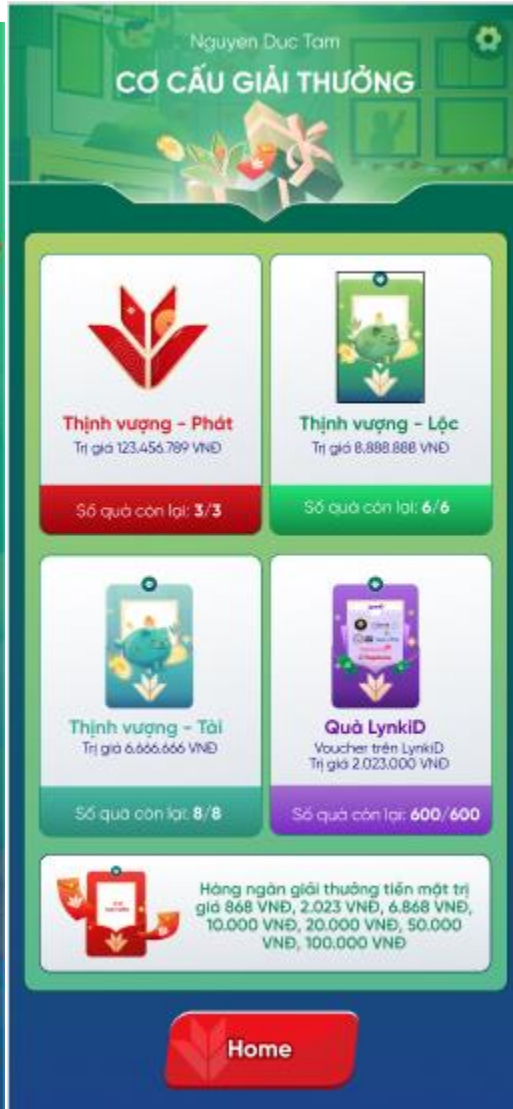 Nguyen Duc Tam
CƠ CẤU GIẢI THƯỞNG
Thịnh vượng - Phát
Trị giá 123.456.789 VNĐ
Số quà còn lại: 3/3
Thịnh vượng - Lộc
Trị giá 8.888.888 VNĐ
Số quà còn lại: 6/6
Thịnh vượng - Tài
Trị giá 6.666.666 VNĐ
Số quà còn lại: 8/8
Quà LynkiD
Voucher trên LynkiD
Trị giá 2.023.000 VNĐ
Số quà còn lại: 600/600
Hàng ngàn giải thưởng tiền mặt trị
giá 868 VNĐ, 2.023 VNĐ, 6.868 VNĐ,
10.000 VNĐ, 20.000 VNĐ, 50.000
VNĐ, 100.000 VNĐ
Home